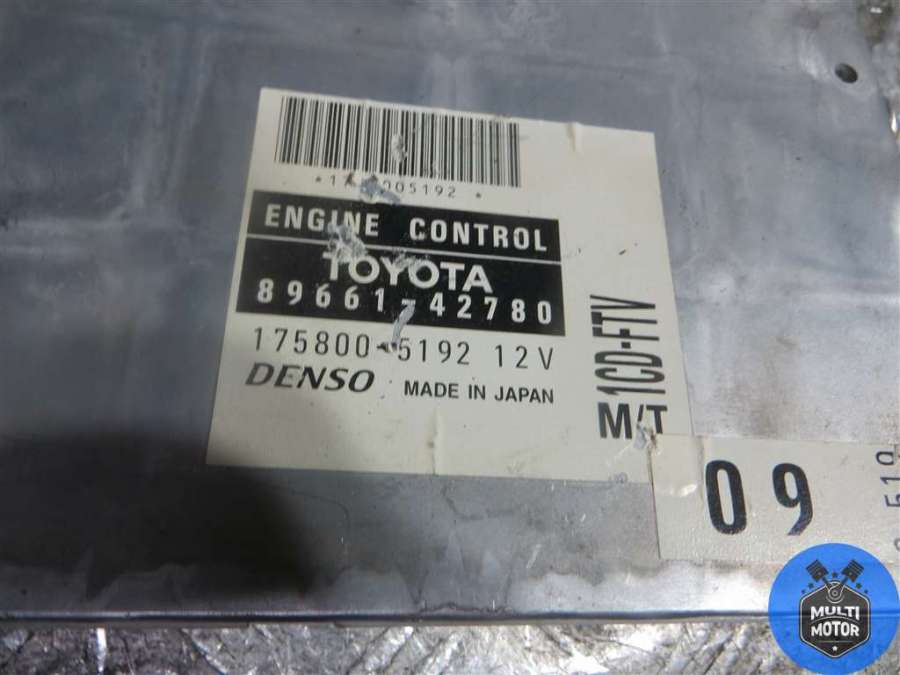 ENGINE CONTROL
TOYOTA
89661-42780
175800-5192 12V
DENSO MADE IN JAPAN
1CD-FTV
M/T
09
MULTI
MOTOR